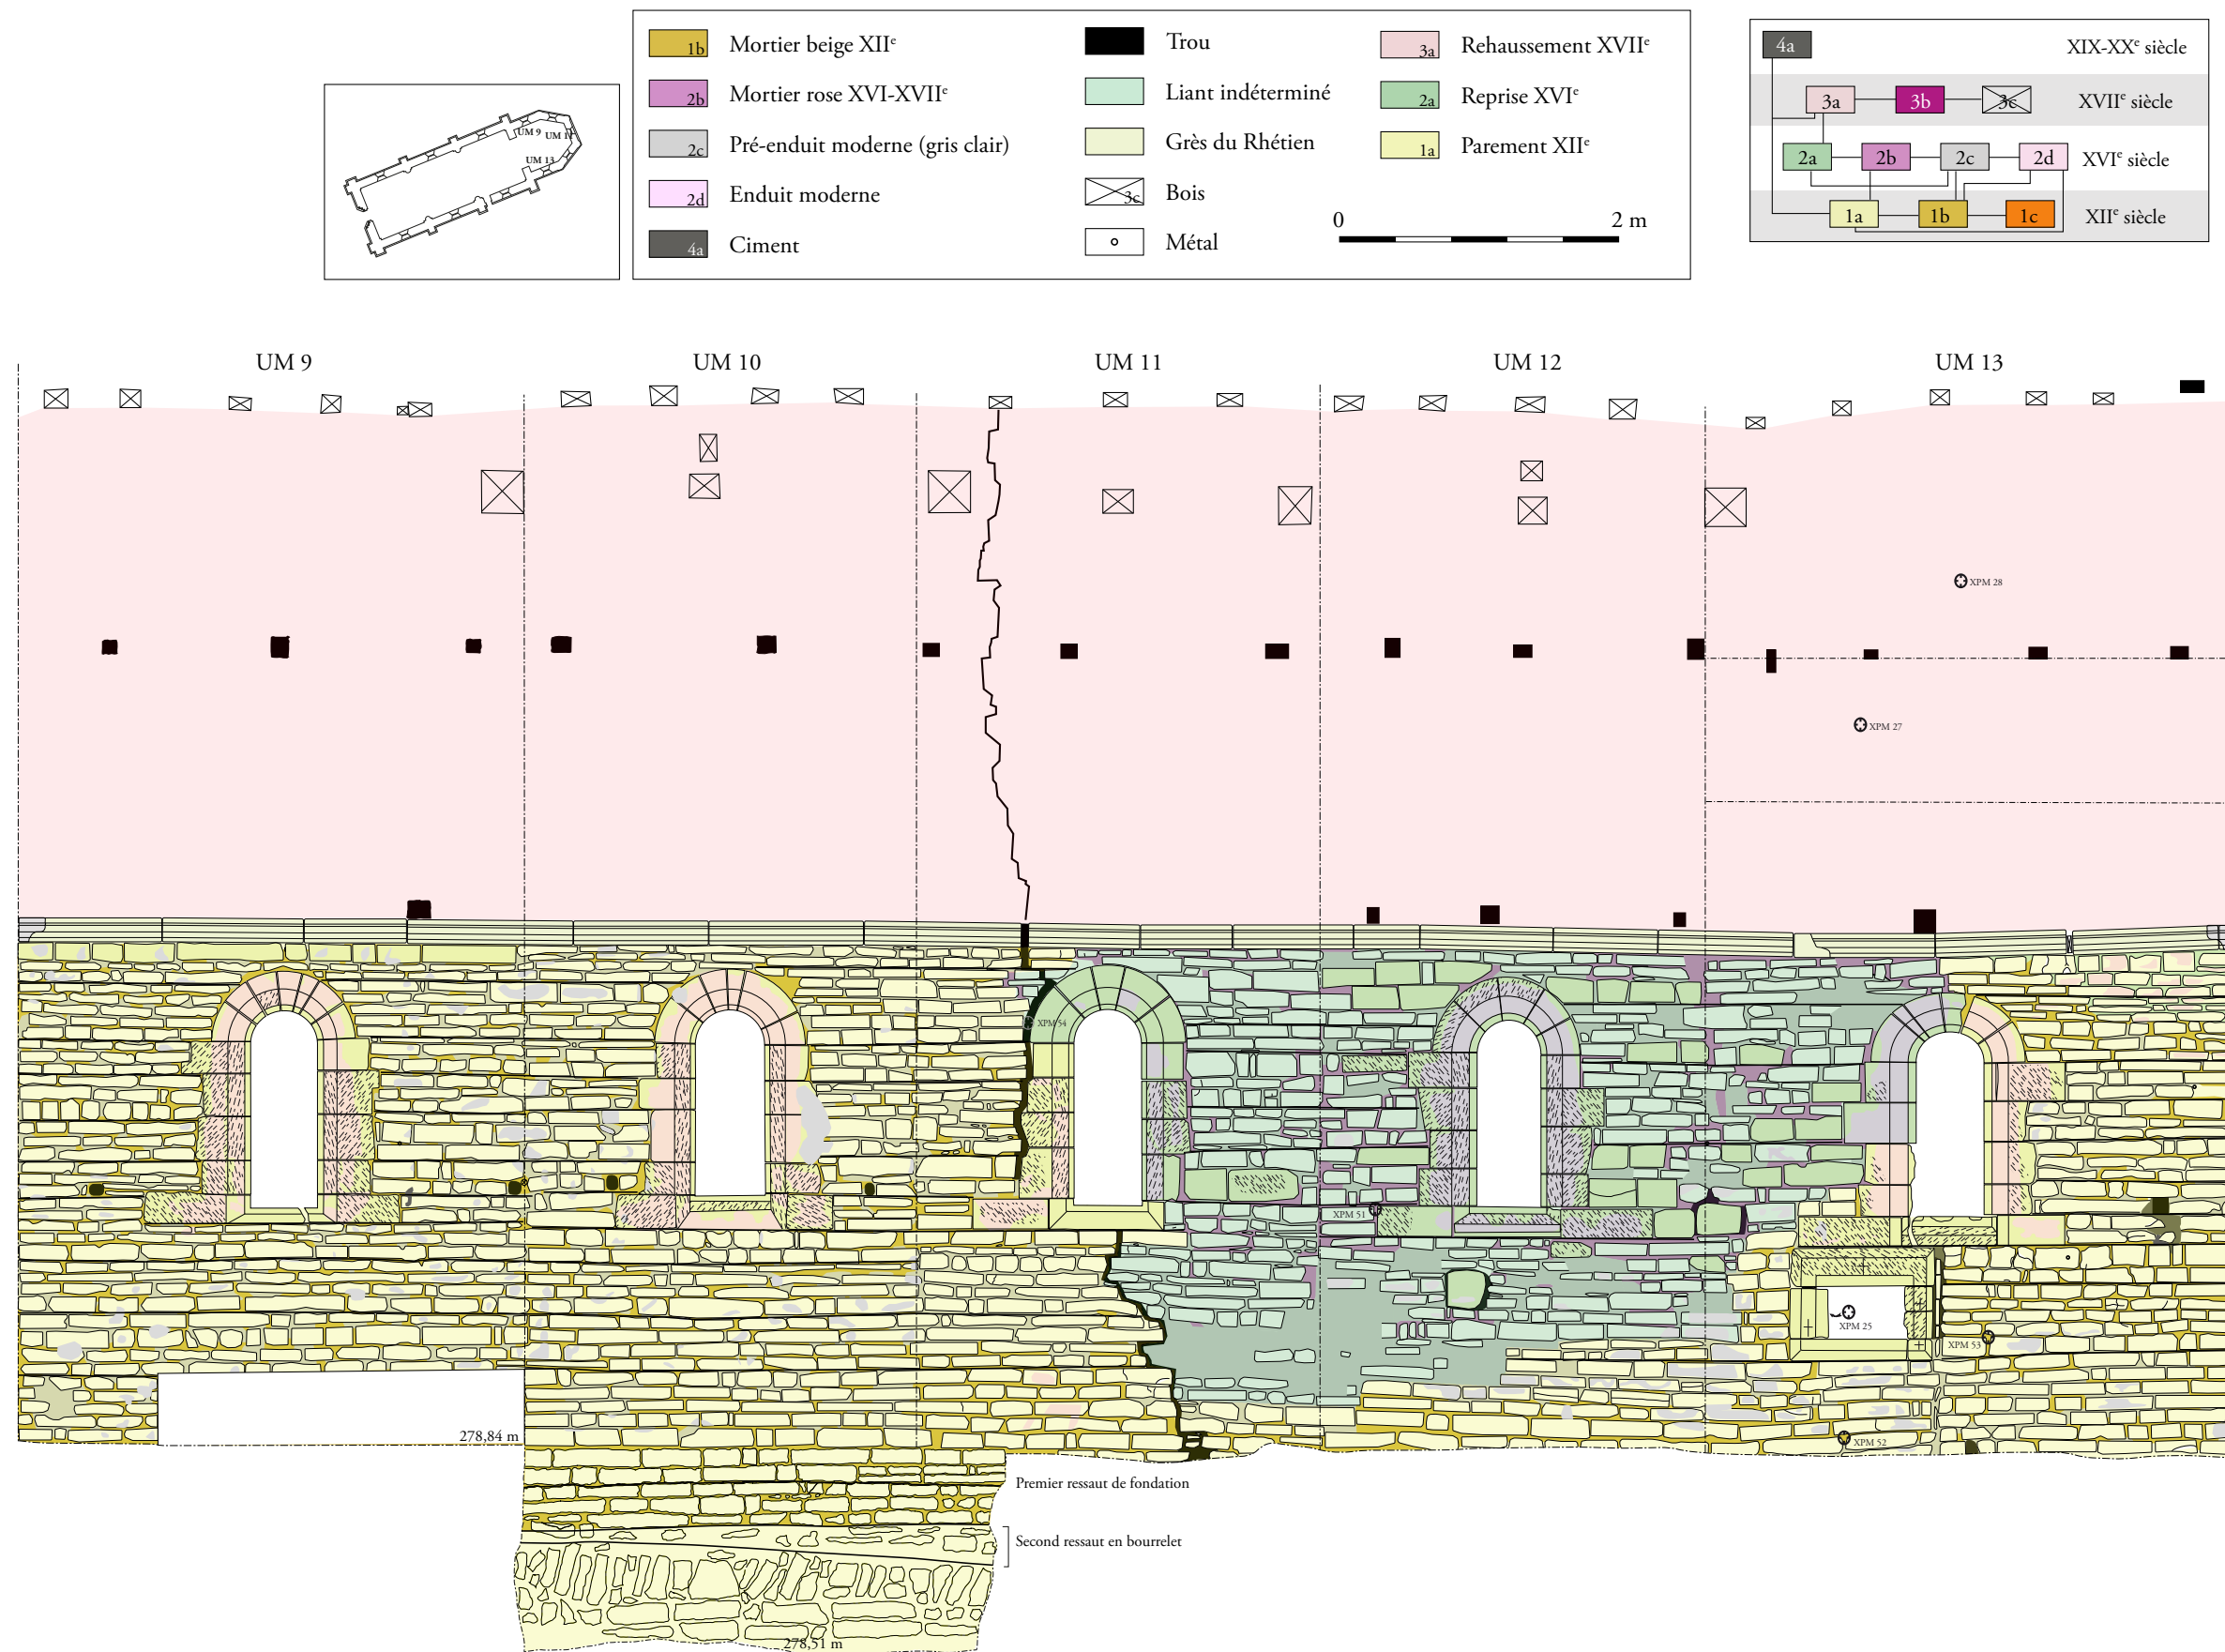 1b Mortier beige XIIe
2b Mortier rose XVI-XVIIe
2c Pré-enduit moderne (gris clair)
2d Enduit moderne
4a Ciment
Trou
Liant indéterminé
Grès du Rhétien
3c Bois
Métal
3a Rehaussement XVIIe
2a Reprise XVIe
1a Parement XIIe
0 2 m
4a XIX-XXe siècle
3a 3b 3c XVIIe siècle
2a 2b 2c 2d XVIe siècle
1a 1b 1c XIIe siècle
UM 9 UM 11
UM 13
UM 9 UM 10 UM 11 UM 12 UM 13
XPM 28
XPM 27
XPM 54
XPM 51
XPM 25
XPM 53
278,84 m
XPM 52
Premier ressaut de fondation
Second ressaut en bourrelet
278,51 m